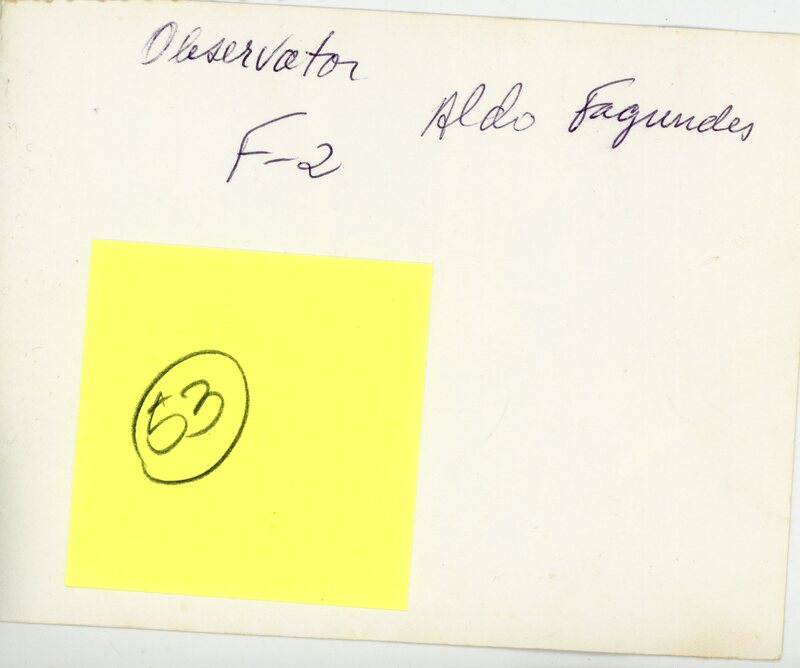 Observator
Aldo Fagundes
F-2
53